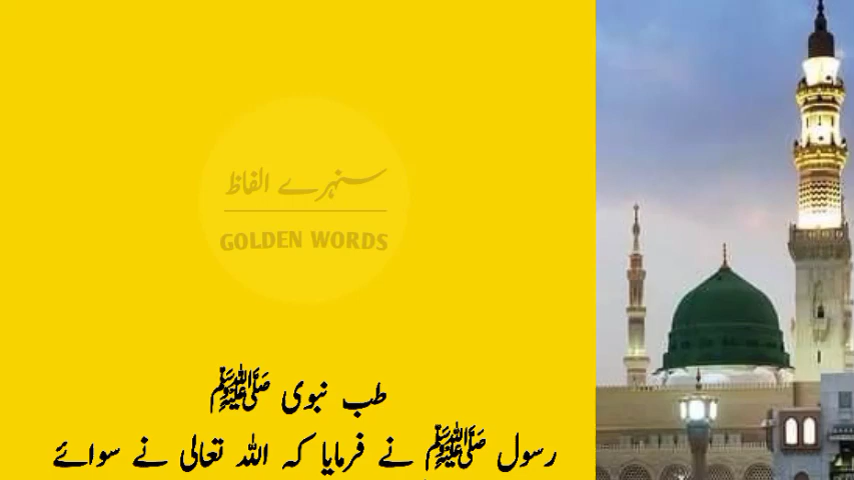 سنہرے الفاظ
GOLDEN WORDS
طب نبوی ﷺ
رسول ﷺ نے فرمایا کہ اللہ تعالی نے سوائے